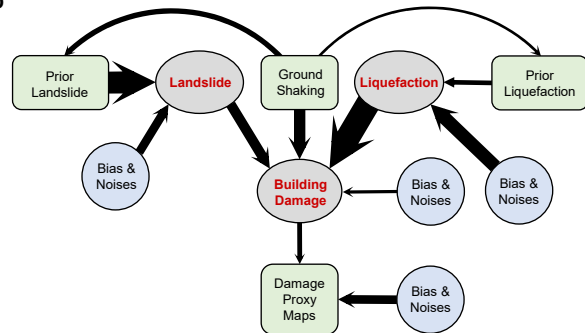 Prior
Landslide
Landslide
Ground
Shaking
Liquefaction
Prior
Liquefaction
Bias &
Noises
Building
Damage
Bias &
Noises
Bias &
Noises
Damage
Proxy
Maps
Bias &
Noises